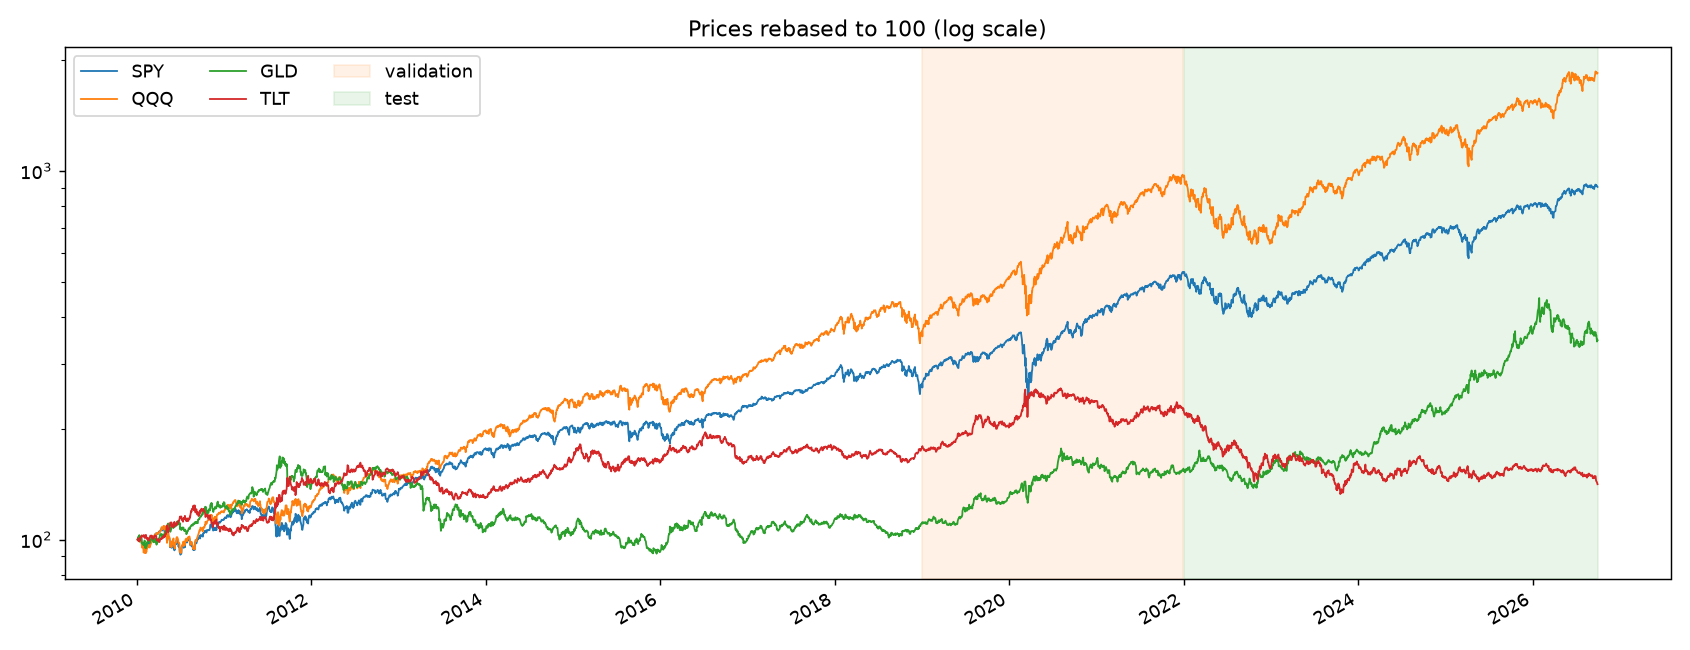 Prices rebased to 100 (log scale)
SPY GLD validation
QQQ TLT test
10³
10²
2010 2012 2014 2016 2018 2020 2022 2024 2026